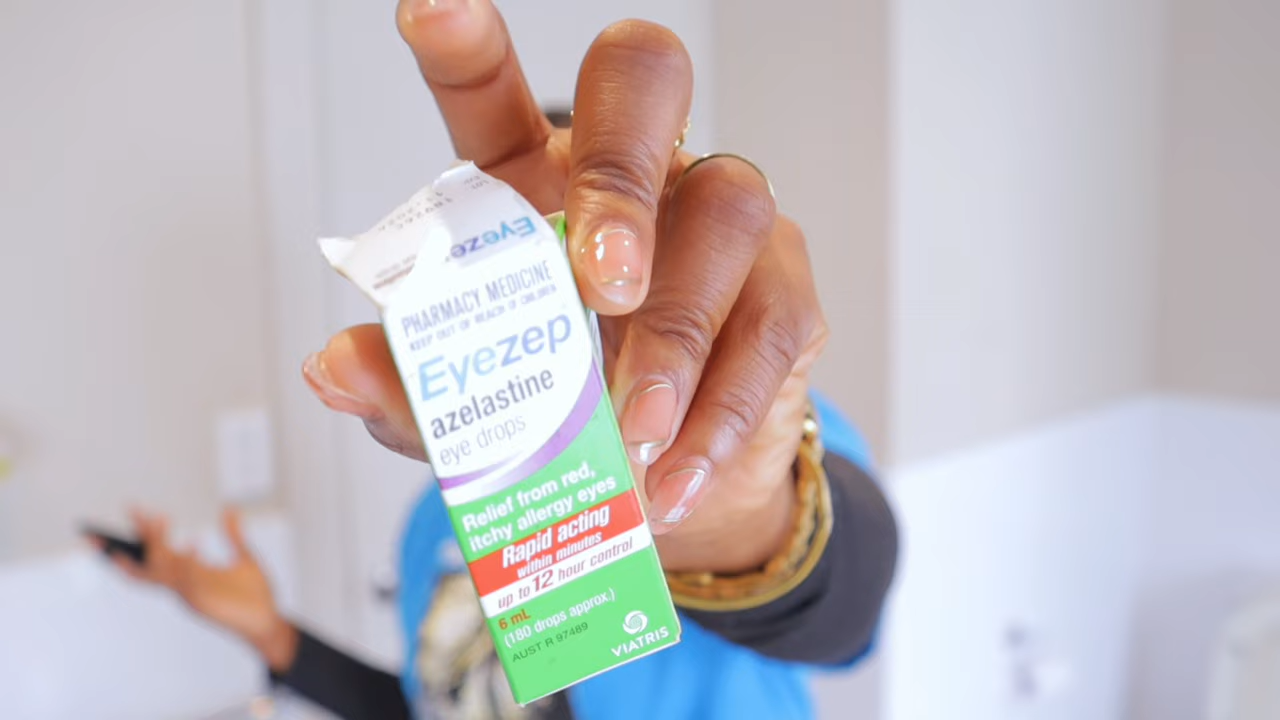 Eyezep
PHARMACY MEDICINE
KEEP OUT OF REACH OF CHILDREN
Eyezep
azelastine
eye drops
Relief from red,
itchy allergy eyes
Rapid acting
within minutes
up to 12 hour control
6 mL
(180 drops approx.)
AUST R 97489
VIATRIS